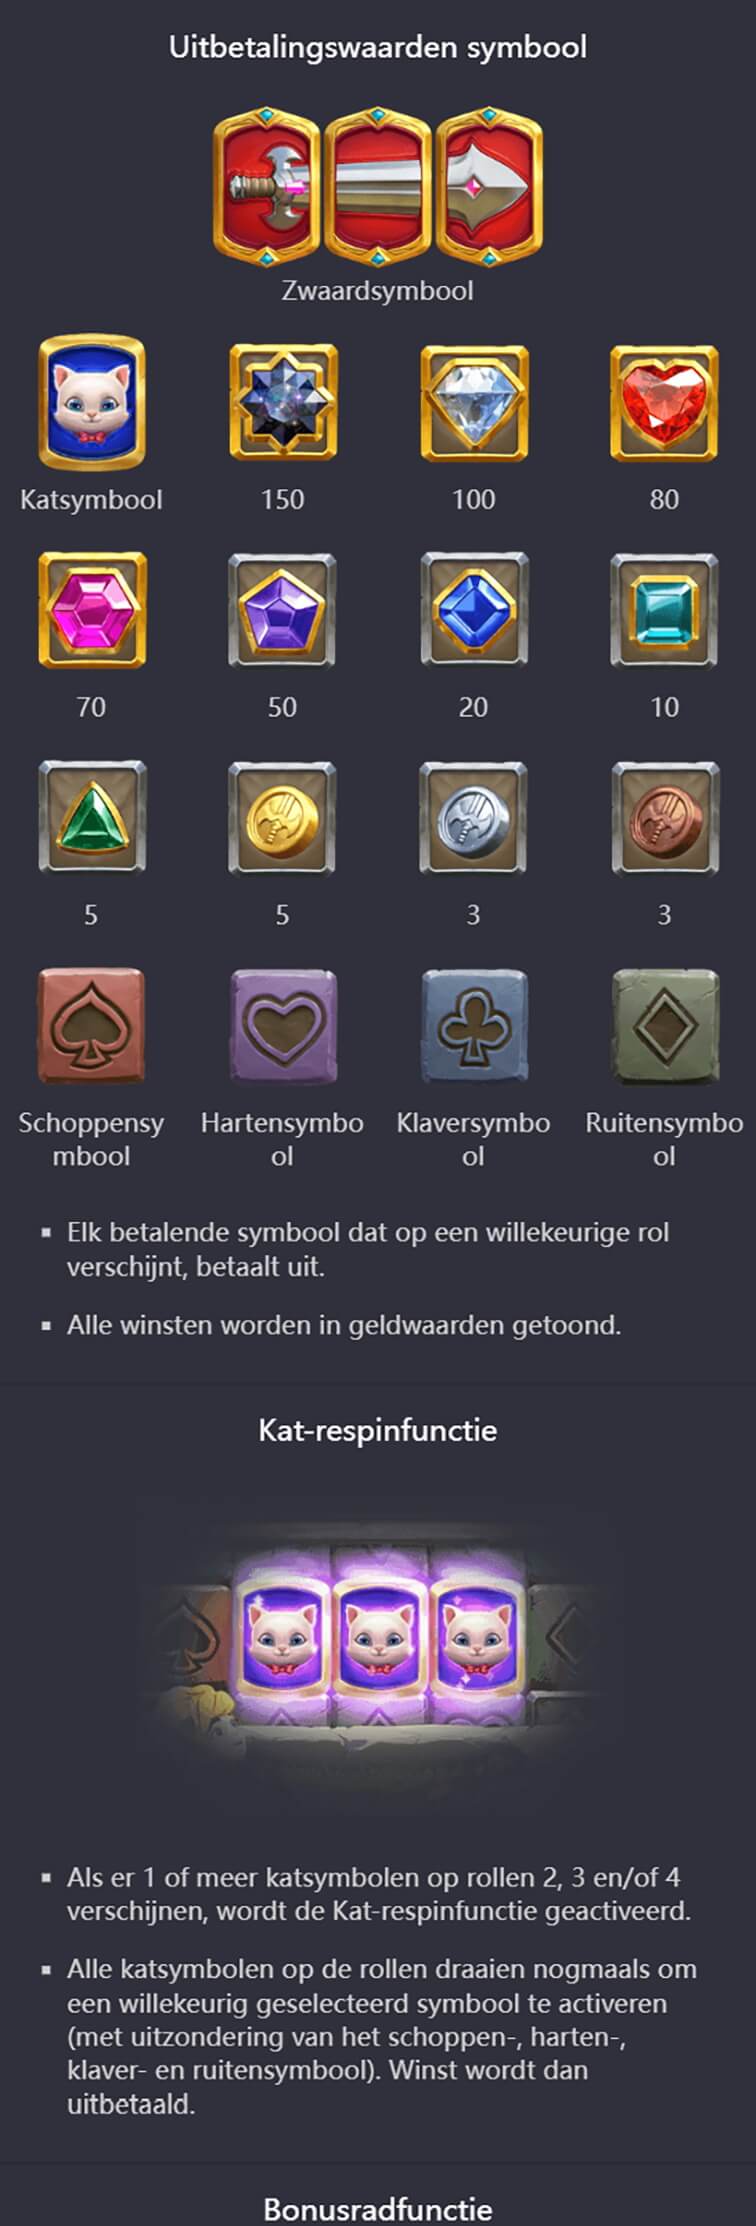 Uitbetalingswaarden symbool
Zwaardsymbool
Katsymbool
150
100
80
70
50
20
10
5
5
3
3
Schoppensy
mbool
Hartensymbo
ol
Klaversymbo
ol
Ruitensymbo
ol
▪ Elk betalende symbool dat op een willekeurige rol
verschijnt, betaalt uit.
▪ Alle winsten worden in geldwaarden getoond.
Kat-respinfunctie
▪ Als er 1 of meer katsymbolen op rollen 2, 3 en/of 4
verschijnen, wordt de Kat-respinfunctie geactiveerd.
▪ Alle katsymbolen op de rollen draaien nogmaals om
een willekeurig geselecteerd symbool te activeren
(met uitzondering van het schoppen-, harten-,
klaver- en ruitensymbool). Winst wordt dan
uitbetaald.
Bonusradfunctie